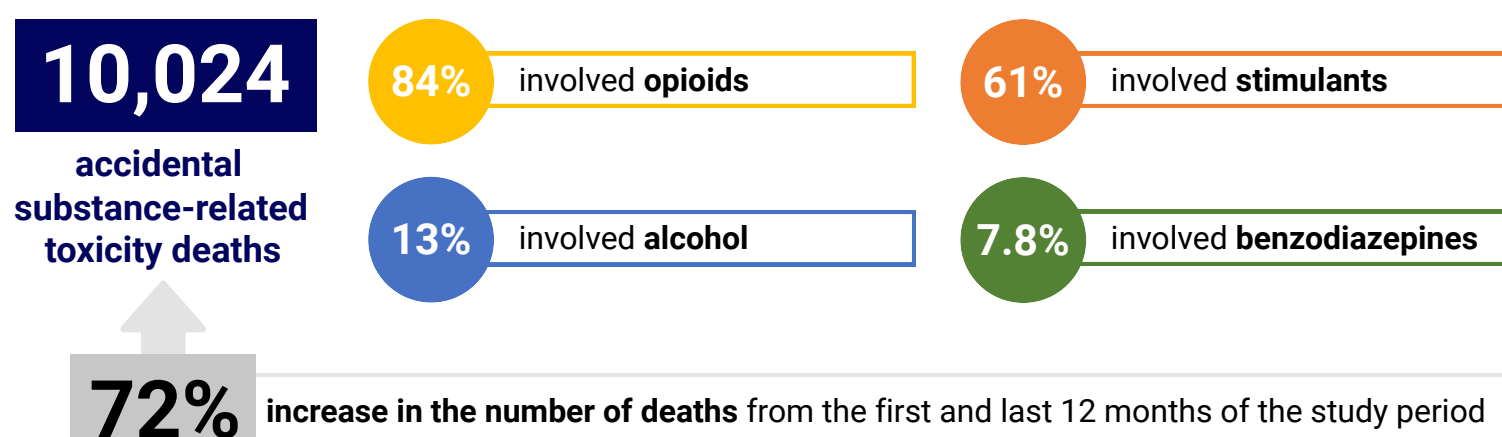 10,024
accidental
substance-related
toxicity deaths
84%
involved opioids
61%
involved stimulants
13%
involved alcohol
7.8%
involved benzodiazepines
72%
increase in the number of deaths from the first and last 12 months of the study period